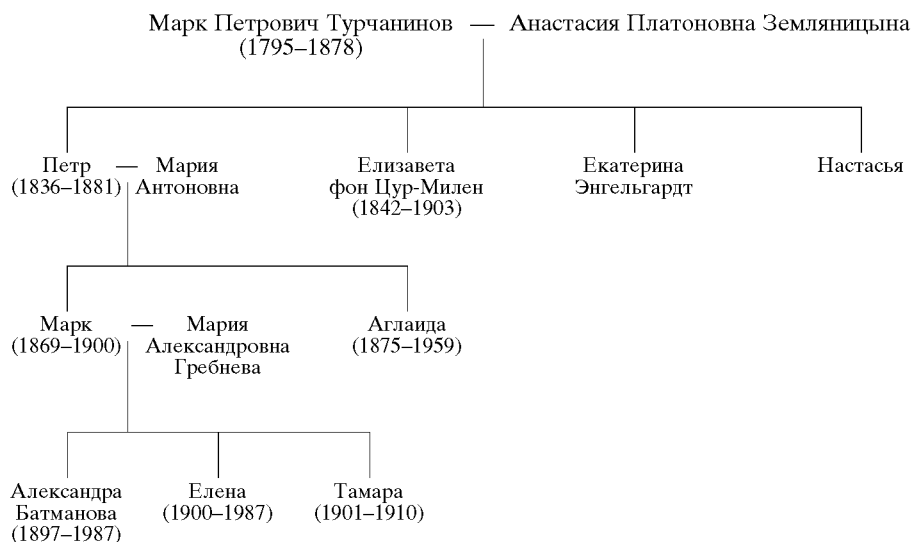 Марк Петрович Турчанинов — Анастасия Платоновна Земляницына
(1795–1878)
Петр — Мария Елизавета Екатерина Настасья
(1836–1881) Антоновна фон Цур-Милен Энгельгардт
(1842–1903)
Марк — Мария Аглаида
(1869–1900) Александровна (1875–1959)
Гребнева
Александра Елена Тамара
Батманова (1900–1987) (1901–1910)
(1897–1987)